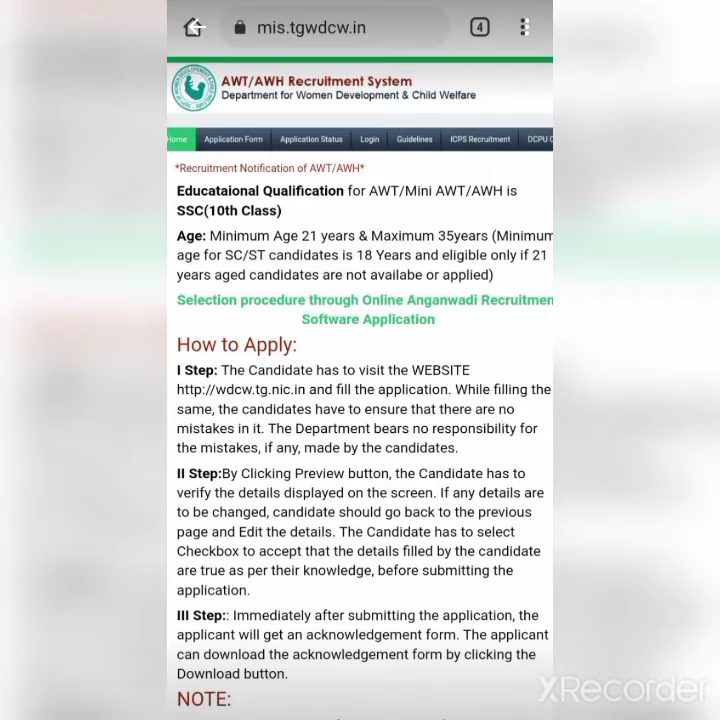 mis.tgwdcw.in
4
AWT/AWH Recruitment System
Department for Women Development & Child Welfare
Home Application Form Application Status Login Guidelines ICPS Recruitment DCPU
*Recruitment Notification of AWT/AWH*
Educataional Qualification for AWT/Mini AWT/AWH is
SSC(10th Class)
Age: Minimum Age 21 years & Maximum 35years (Minimum
age for SC/ST candidates is 18 Years and eligible only if 21
years aged candidates are not availabe or applied)
Selection procedure through Online Anganwadi Recruitmen
Software Application
How to Apply:
I Step: The Candidate has to visit the WEBSITE
http://wdcw.tg.nic.in and fill the application. While filling the
same, the candidates have to ensure that there are no
mistakes in it. The Department bears no responsibility for
the mistakes, if any, made by the candidates.
II Step:By Clicking Preview button, the Candidate has to
verify the details displayed on the screen. If any details are
to be changed, candidate should go back to the previous
page and Edit the details. The Candidate has to select
Checkbox to accept that the details filled by the candidate
are true as per their knowledge, before submitting the
application.
III Step:: Immediately after submitting the application, the
applicant will get an acknowledgement form. The applicant
can download the acknowledgement form by clicking the
Download button.
NOTE:
XRecorder